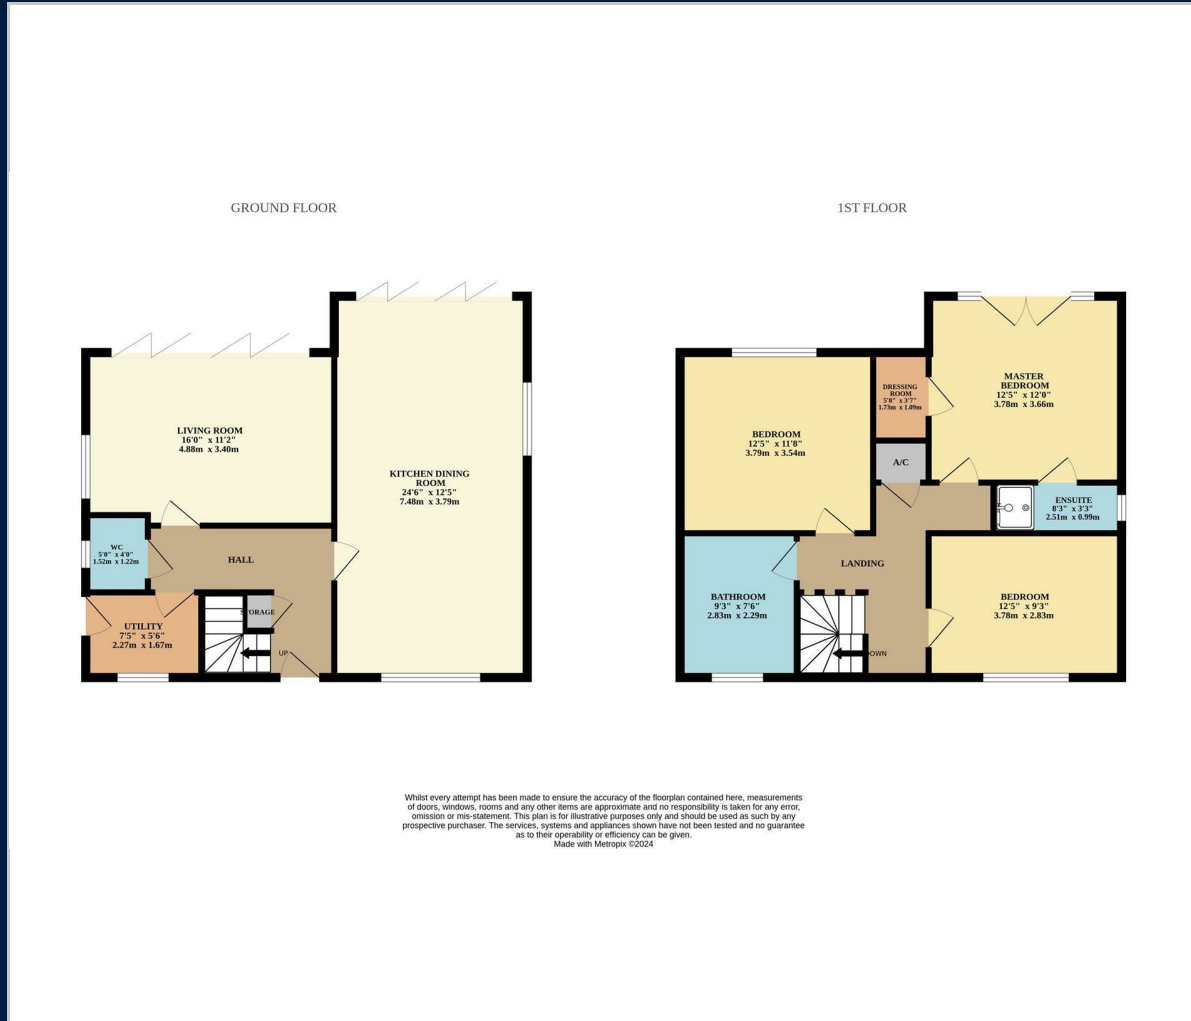 GROUND FLOOR
LIVING ROOM
16'0" x 11'2"
4.88m x 3.40m
KITCHEN DINING
ROOM
24'6" x 12'5"
7.48m x 3.79m
WC
5'0" x 4'0"
1.52m x 1.22m
HALL
STORAGE
UTILITY
7'5" x 5'6"
2.27m x 1.67m
UP
1ST FLOOR
MASTER
BEDROOM
12'5" x 12'0"
3.78m x 3.66m
DRESSING
ROOM
5'8" x 3'7"
1.73m x 1.09m
BEDROOM
12'5" x 11'8"
3.79m x 3.54m
A/C
ENSUITE
8'3" x 3'3"
2.51m x 0.99m
LANDING
BATHROOM
9'3" x 7'6"
2.83m x 2.29m
BEDROOM
12'5" x 9'3"
3.78m x 2.83m
DOWN
Whilst every attempt has been made to ensure the accuracy of the floorplan contained here, measurements
of doors, windows, rooms and any other items are approximate and no responsibility is taken for any error,
omission or mis-statement. This plan is for illustrative purposes only and should be used as such by any
prospective purchaser. The services, systems and appliances shown have not been tested and no guarantee
as to their operability or efficiency can be given.
Made with Metropix ©2024